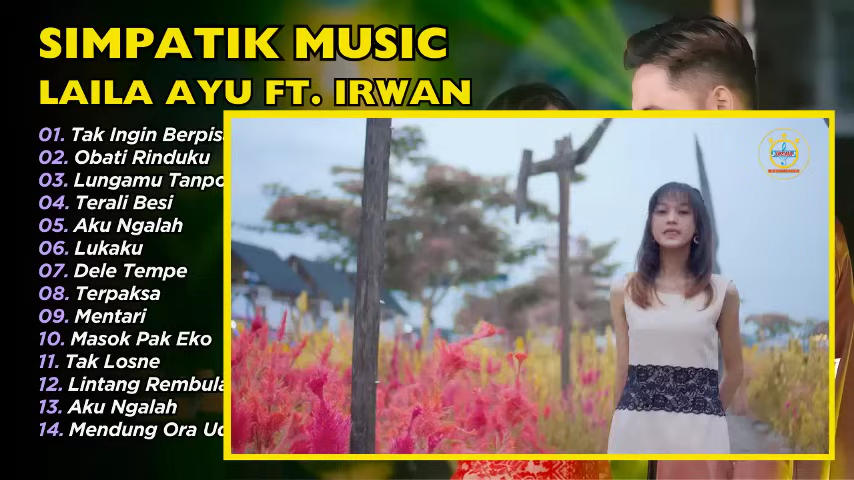 SIMPATIK MUSIC
LAILA AYU FT. IRWAN
01. Tak Ingin Berpis
02. Obati Rinduku
03. Lungamu Tanpo
04. Terali Besi
05. Aku Ngalah
06. Lukaku
07. Dele Tempe
08. Terpaksa
09. Mentari
10. Masok Pak Eko
11. Tak Losne
12. Lintang Rembula
13. Aku Ngalah
14. Mendung Ora Ud